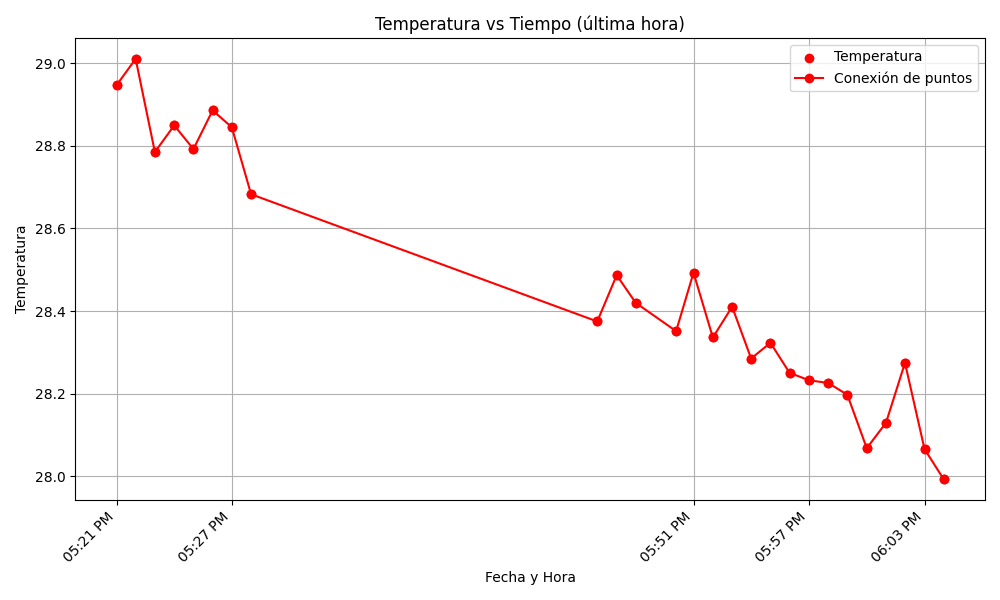 Temperatura vs Tiempo (última hora)
Temperatura
Conexión de puntos
29.0
28.8
28.6
28.4
28.2
28.0
Temperatura
05:21 PM
05:27 PM
05:51 PM
05:57 PM
06:03 PM
Fecha y Hora